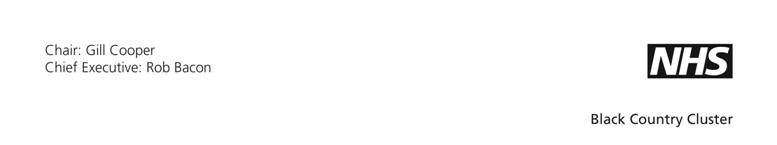 Chair: Gill Cooper
Chief Executive: Rob Bacon
NHS
Black Country Cluster